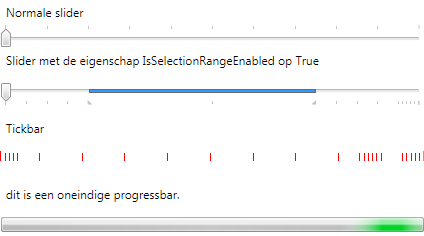 Normale slider
Slider met de eigenschap IsSelectionRangeEnabled op True
Tickbar
dit is een oneindige progressbar.